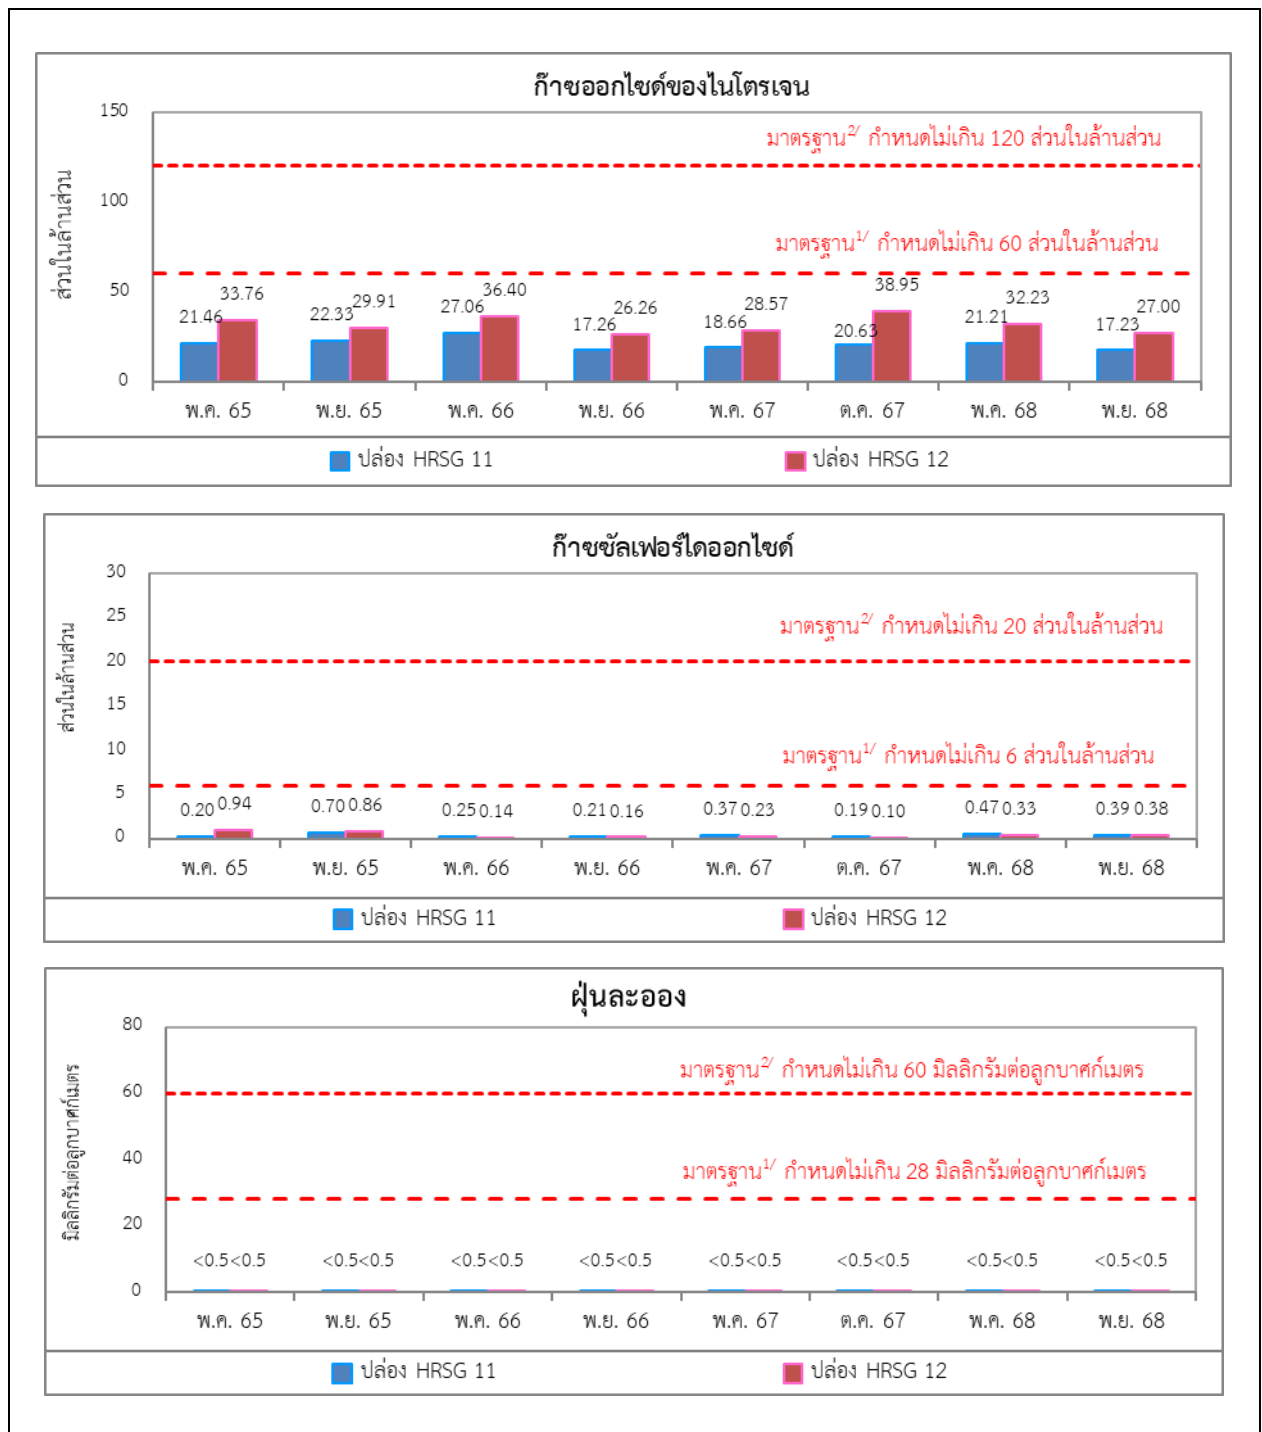 ก๊าซออกไซด์ของไนโตรเจน
ส่วนในล้านส่วน
150
100
50
0
มาตรฐาน2/ กำหนดไม่เกิน 120 ส่วนในล้านส่วน
มาตรฐาน1/ กำหนดไม่เกิน 60 ส่วนในล้านส่วน
21.46 33.76 22.33 29.91 27.06 36.40 17.26 26.26 18.66 28.57 20.63 38.95 21.21 32.23 17.23 27.00
พ.ค. 65 พ.ย. 65 พ.ค. 66 พ.ย. 66 พ.ค. 67 ต.ค. 67 พ.ค. 68 พ.ย. 68
ปล่อง HRSG 11 ปล่อง HRSG 12
ก๊าซซัลเฟอร์ไดออกไซด์
ส่วนในล้านส่วน
30
25
20
15
10
5
0
มาตรฐาน2/ กำหนดไม่เกิน 20 ส่วนในล้านส่วน
มาตรฐาน1/ กำหนดไม่เกิน 6 ส่วนในล้านส่วน
0.20 0.94 0.70 0.86 0.25 0.14 0.21 0.16 0.37 0.23 0.19 0.10 0.47 0.33 0.39 0.38
พ.ค. 65 พ.ย. 65 พ.ค. 66 พ.ย. 66 พ.ค. 67 ต.ค. 67 พ.ค. 68 พ.ย. 68
ปล่อง HRSG 11 ปล่อง HRSG 12
ฝุ่นละออง
มิลลิกรัมต่อลูกบาศก์เมตร
80
60
40
20
0
มาตรฐาน2/ กำหนดไม่เกิน 60 มิลลิกรัมต่อลูกบาศก์เมตร
มาตรฐาน1/ กำหนดไม่เกิน 28 มิลลิกรัมต่อลูกบาศก์เมตร
<0.5 <0.5 <0.5 <0.5 <0.5 <0.5 <0.5 <0.5 <0.5 <0.5 <0.5 <0.5 <0.5 <0.5 <0.5 <0.5
พ.ค. 65 พ.ย. 65 พ.ค. 66 พ.ย. 66 พ.ค. 67 ต.ค. 67 พ.ค. 68 พ.ย. 68
ปล่อง HRSG 11 ปล่อง HRSG 12